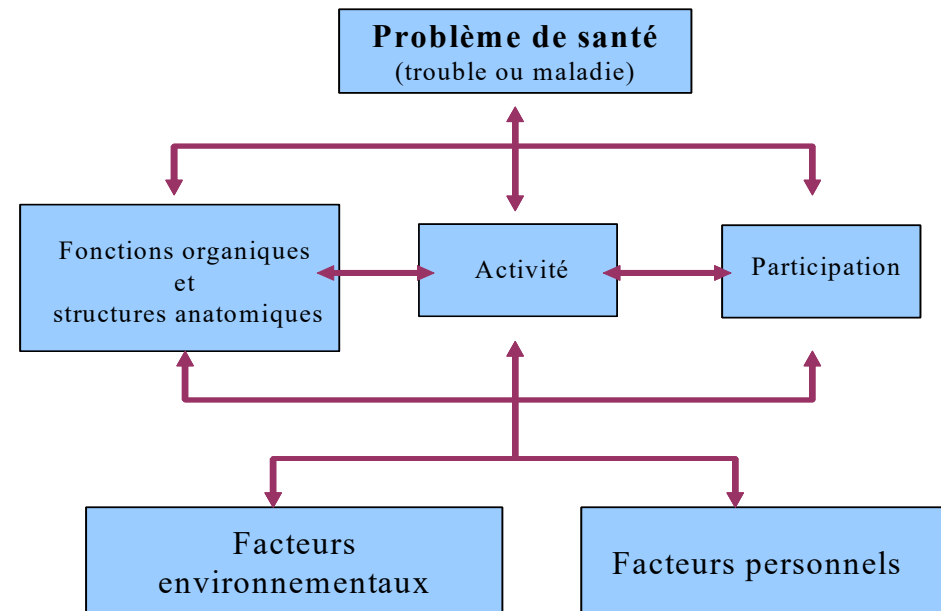 Problème de santé
(trouble ou maladie)
Fonctions organiques
et
structures anatomiques
Activité
Participation
Facteurs
environnementaux
Facteurs personnels